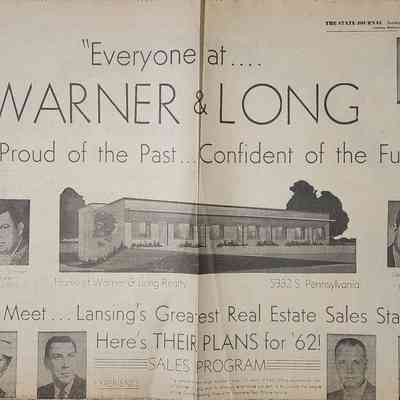 THE STATE JOURNAL
"Everyone at....
WARNER & LONG
Proud of the Past...Confident of the Fu
Home of Warner & Long Realty
5932 S. Pennsylvania
Meet... Lansing's Greatest Real Estate Sales Sta
Here's THEIR PLANS for '62!
SALES PROGRAM
EXPERIENCE